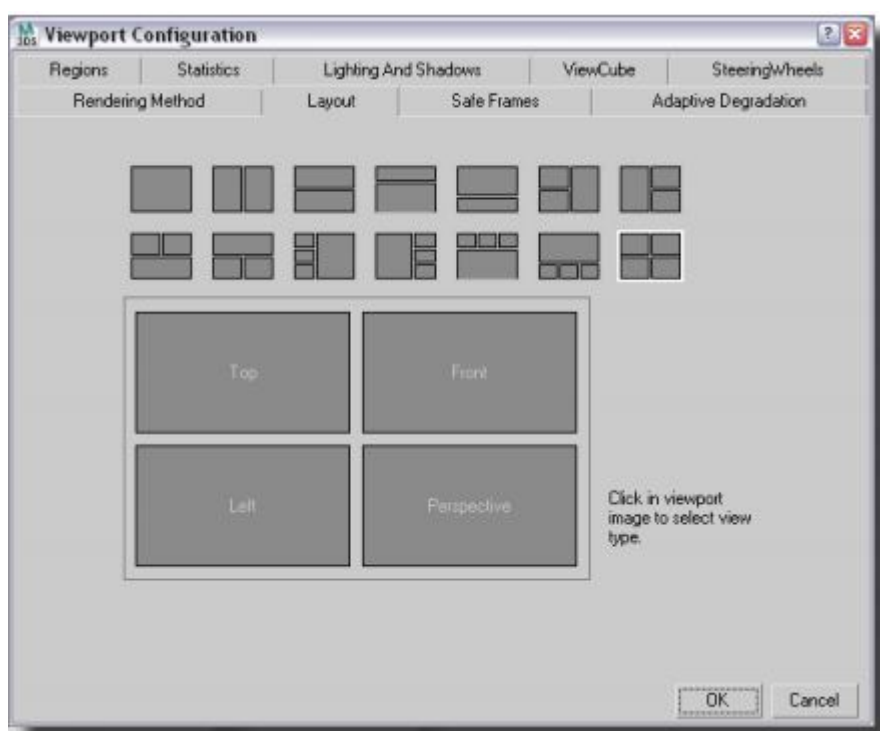 3DS Viewport Configuration
Regions Statistics Lighting And Shadows ViewCube SteeringWheels
Rendering Method Layout Safe Frames Adaptive Degradation
Top Front
Left Perspective
Click in viewport
image to select view
type.
OK Cancel